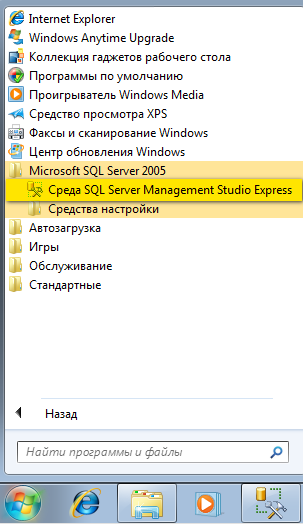 Internet Explorer
Windows Anytime Upgrade
Коллекция гаджетов рабочего стола
Программы по умолчанию
Проигрыватель Windows Media
Средство просмотра XPS
Факсы и сканирование Windows
Центр обновления Windows
Microsoft SQL Server 2005
Среда SQL Server Management Studio Express
Средства настройки
Автозагрузка
Игры
Обслуживание
Стандартные
Назад
Найти программы и файлы